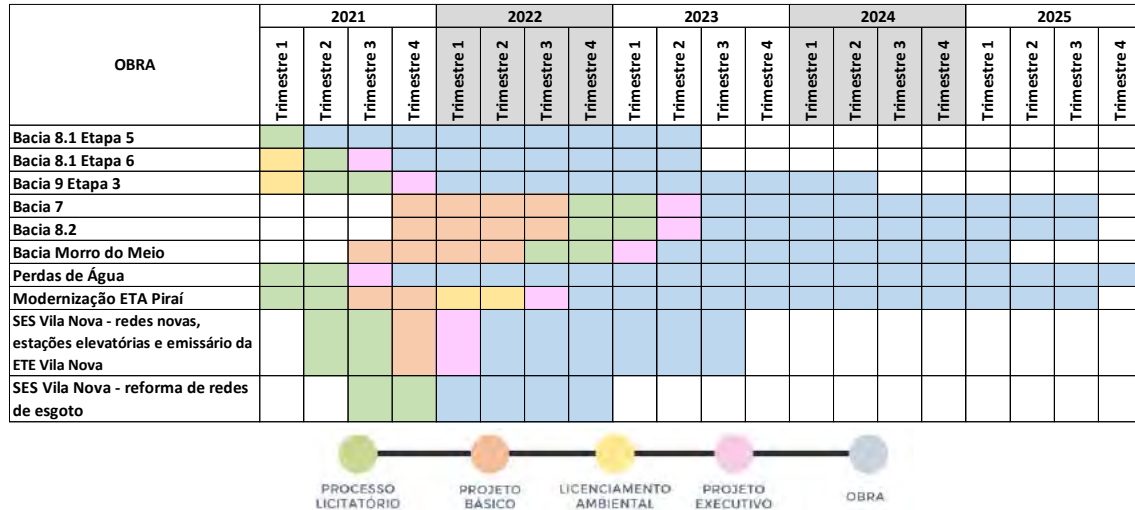 2021 2022 2023 2024 2025
OBRA Trimestre 1 Trimestre 2 Trimestre 3 Trimestre 4 Trimestre 1 Trimestre 2 Trimestre 3 Trimestre 4 Trimestre 1 Trimestre 2 Trimestre 3 Trimestre 4 Trimestre 1 Trimestre 2 Trimestre 3 Trimestre 4 Trimestre 1 Trimestre 2 Trimestre 3 Trimestre 4
Bacia 8.1 Etapa 5
Bacia 8.1 Etapa 6
Bacia 9 Etapa 3
Bacia 7
Bacia 8.2
Bacia Morro do Meio
Perdas de Água
Modernização ETA Piraí
SES Vila Nova - redes novas,
estações elevatórias e emissário da
ETE Vila Nova
SES Vila Nova - reforma de redes
de esgoto
PROCESSO
LICITATÓRIO
PROJETO
BÁSICO
LICENCIAMENTO
AMBIENTAL
PROJETO
EXECUTIVO
OBRA